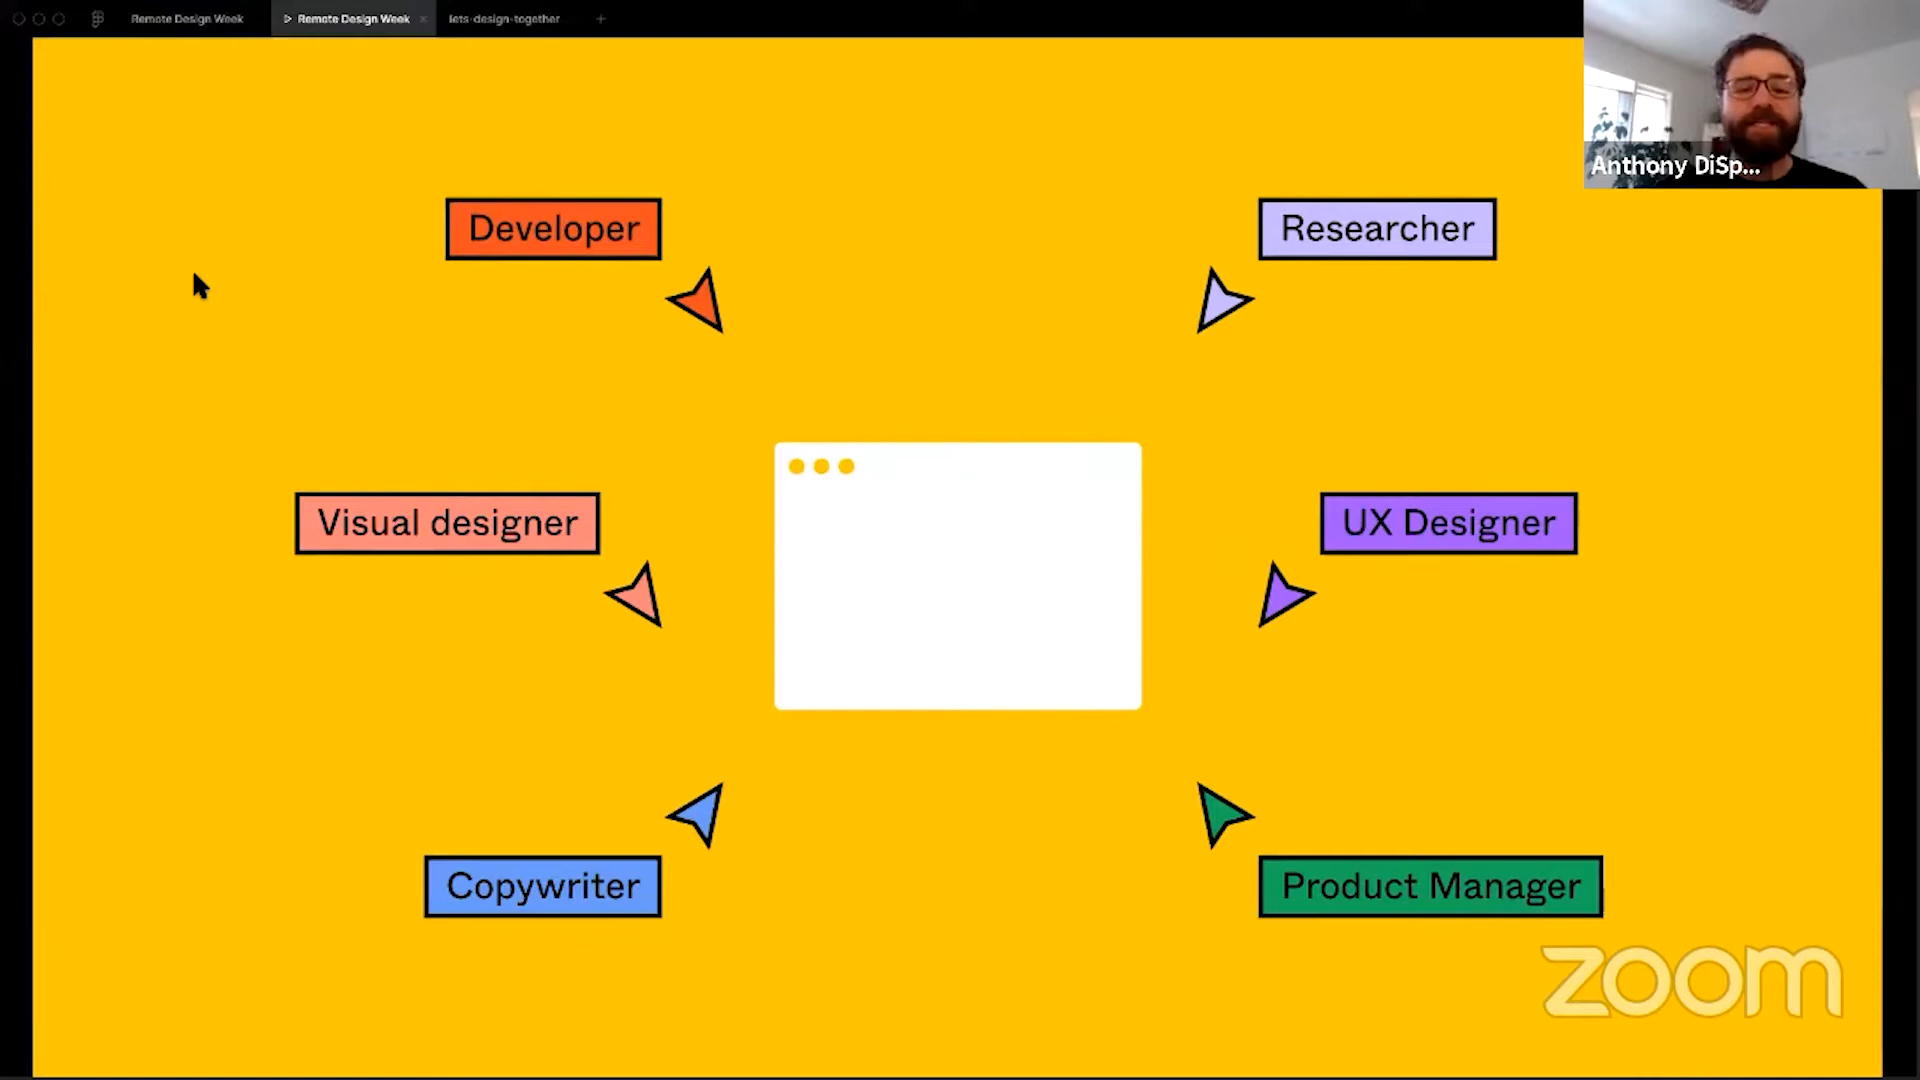 Remote Design Week
Remote Design Week
lets-design-together
Anthony DiSp...
Developer
Researcher
Visual designer
UX Designer
Copywriter
Product Manager
zoom